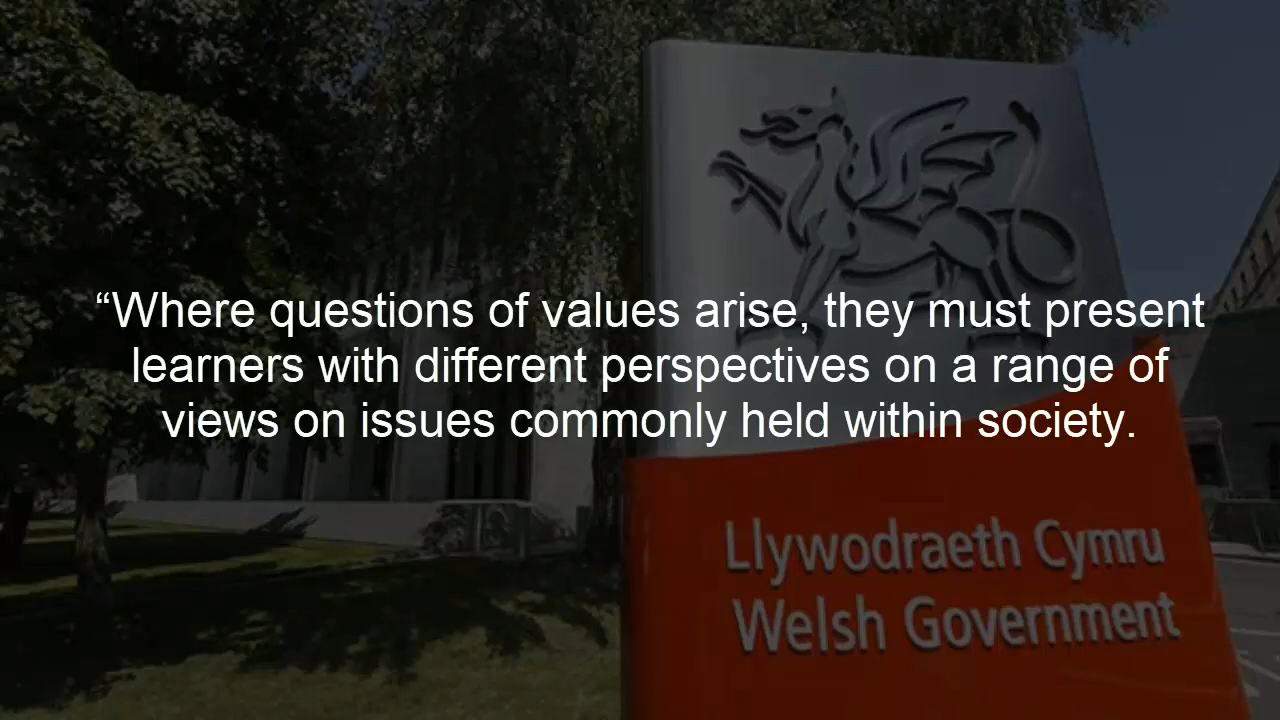 “Where questions of values arise, they must present
learners with different perspectives on a range of
views on issues commonly held within society.
Llywodraeth Cymru
Welsh Government